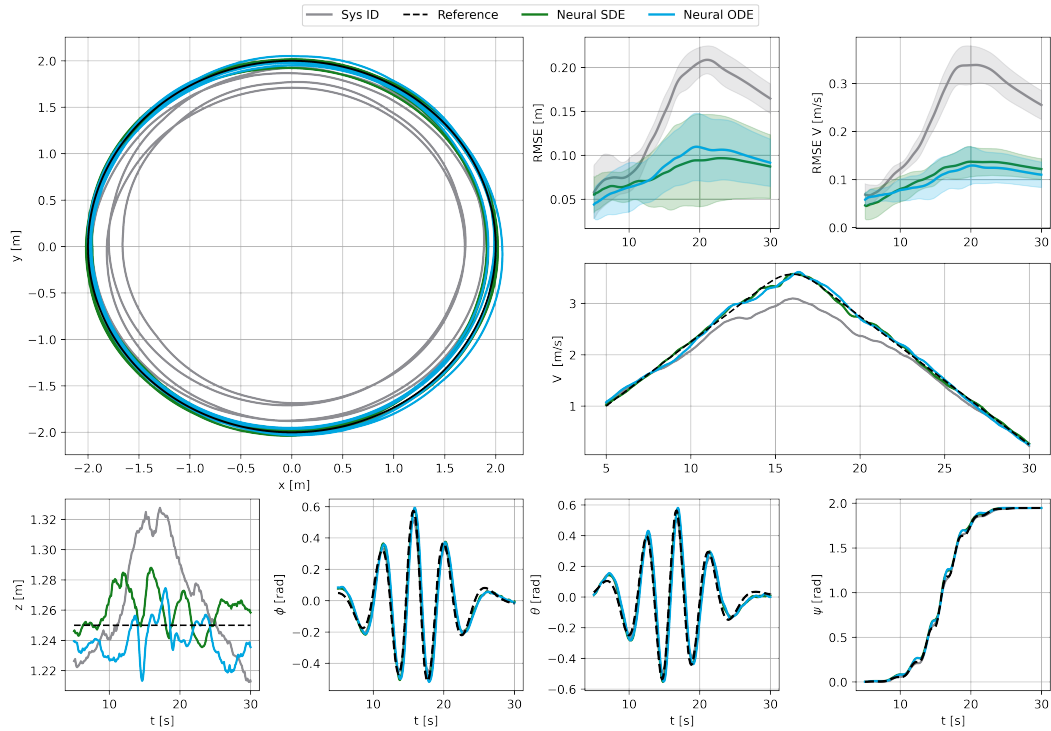 Sys ID Reference Neural SDE Neural ODE
2.0
1.5
1.0
0.5
0.0
−0.5
−1.0
−1.5
−2.0
y [m]
−2.0 −1.5 −1.0 −0.5 0.0 0.5 1.0 1.5 2.0
x [m]
0.20
0.15
0.10
0.05
RMSE [m]
10 20 30
0.3
0.2
0.1
0.0
RMSE V [m/s]
10 20 30
3
2
1
V [m/s]
5 10 15 20 25 30
1.32
1.30
1.28
1.26
1.24
1.22
z [m]
10 20 30
t [s]
0.6
0.4
0.2
0.0
−0.2
−0.4
ϕ [rad]
10 20 30
t [s]
0.6
0.4
0.2
0.0
−0.2
−0.4
−0.6
θ [rad]
10 20 30
t [s]
2.0
1.5
1.0
0.5
0.0
ψ [rad]
10 20 30
t [s]